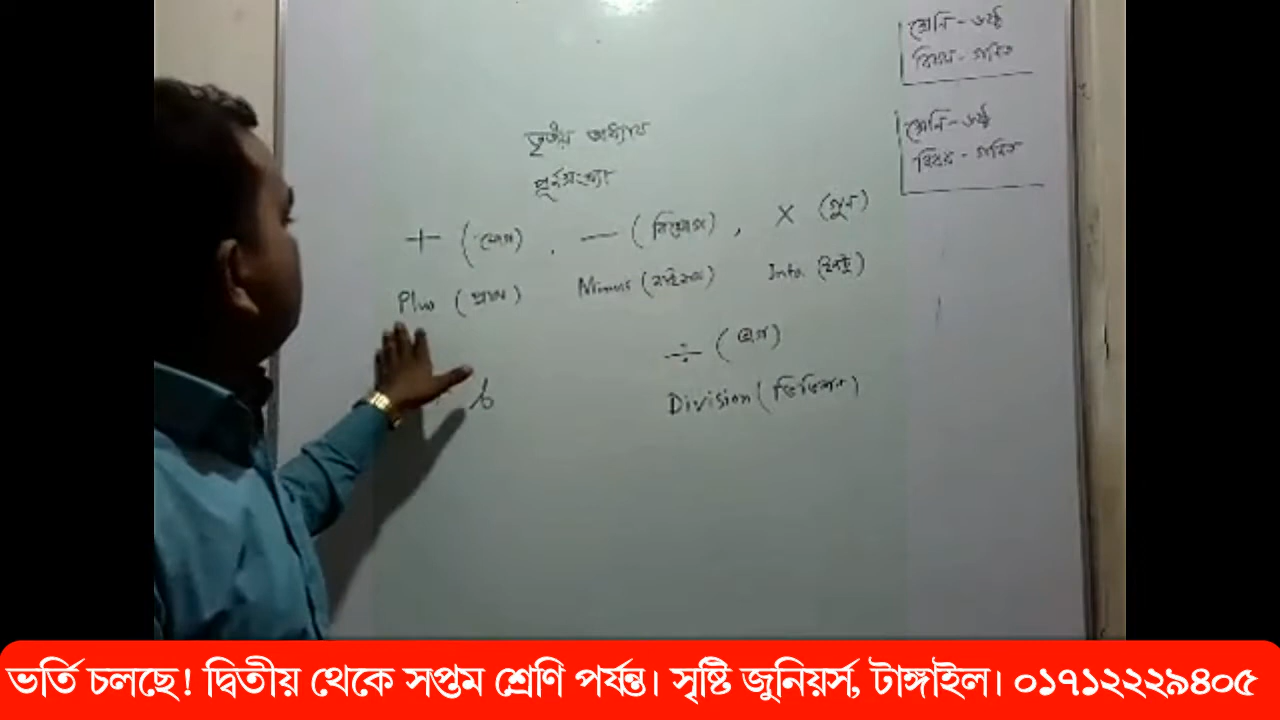 শ্রেণি - ৬ষ্ঠ
বিষয় - গণিত
শ্রেণি - ৬ষ্ঠ
বিষয় - গণিত
তৃতীয় অধ্যায়
পূর্ণসংখ্যা
+ (যোগ), — (বিয়োগ), × (গুন)
Plus (প্লাস) Minus (মাইনাস) Into (ইনটু)
÷ (ভাগ)
৮ Division (ডিভিশন)
ভর্তি চলছে! দ্বিতীয় থেকে সপ্তম শ্রেণি পর্যন্ত। সৃষ্টি জুনিয়র্স, টাঙ্গাইল। ০১৭১২২২৯৪০৫